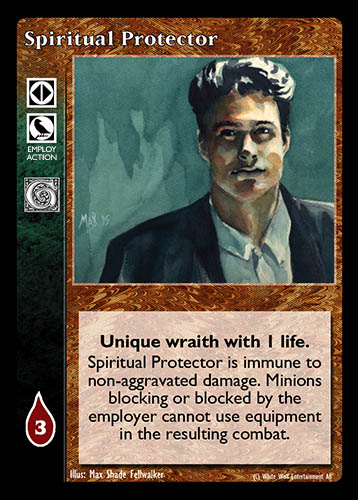 Spiritual Protector
EMPLOY
ACTION
MAX 95
Unique wraith with 1 life.
Spiritual Protector is immune to
non-aggravated damage. Minions
blocking or blocked by the
employer cannot use equipment
in the resulting combat.
3
Illus: Max Shade Fellwalker
(C) White Wolf Entertainment AB